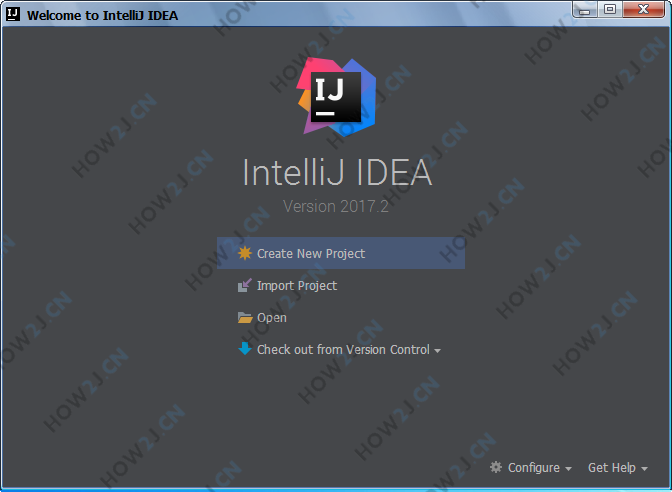 Welcome to IntelliJ IDEA
IJ
IntelliJ IDEA
Version 2017.2
Create New Project
Import Project
Open
Check out from Version Control
Configure
Get Help
HOW2J.CN